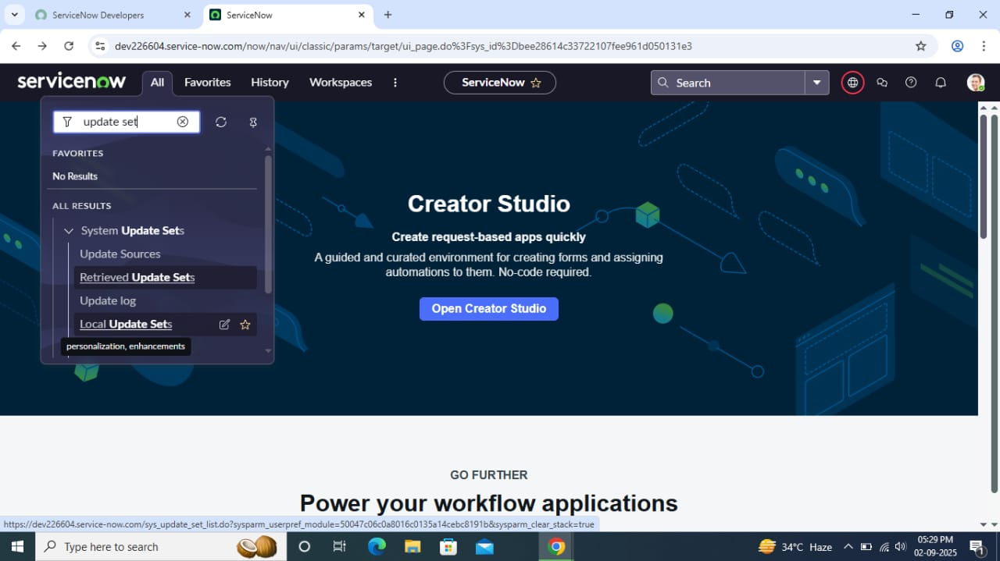 ServiceNow Developers
ServiceNow
dev226604.service-now.com/now/nav/ui/classic/params/target/ui_page.do%3Fsys_id%3Dbee28614c33722107fee961d050131e3
servicenow
All
Favorites
History
Workspaces
ServiceNow
Search
update set
FAVORITES
No Results
ALL RESULTS
System Update Sets
Update Sources
Retrieved Update Sets
Update log
Local Update Sets
personalization, enhancements
Creator Studio
Create request-based apps quickly
A guided and curated environment for creating forms and assigning
automations to them. No-code required.
Open Creator Studio
GO FURTHER
Power your workflow applications
https://dev226604.service-now.com/sys_update_set_list.do?sysparm_userpref_module=50047c06c0a8016c0135a14cebc8191b&sysparm_clear_stack=true
Type here to search
34°C Haze
05:29 PM
02-09-2025
1